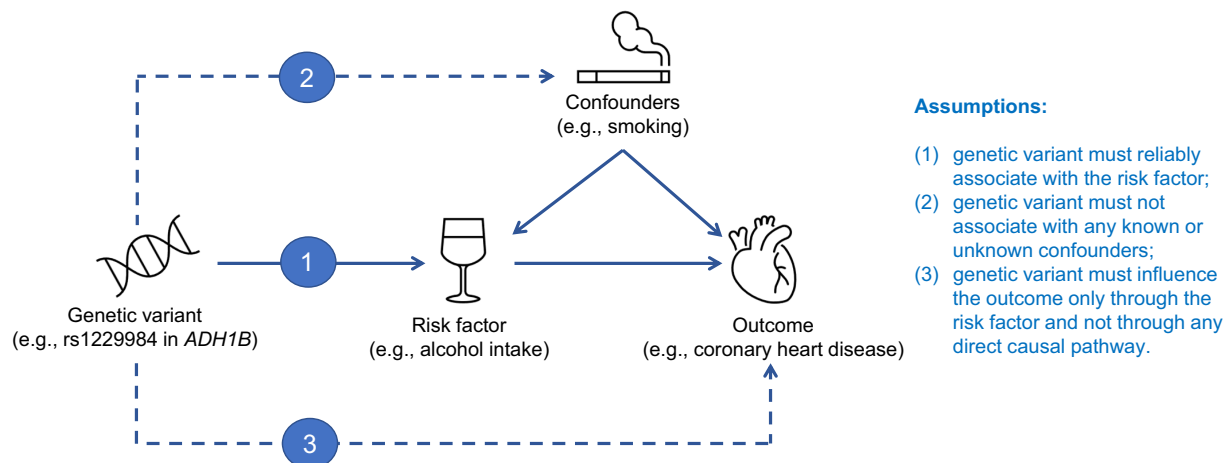 2
Confounders
(e.g., smoking)
1
Genetic variant
(e.g., rs1229984 in ADH1B)
Risk factor
(e.g., alcohol intake)
Outcome
(e.g., coronary heart disease)
3
Assumptions:
(1) genetic variant must reliably
associate with the risk factor;
(2) genetic variant must not
associate with any known or
unknown confounders;
(3) genetic variant must influence
the outcome only through the
risk factor and not through any
direct causal pathway.